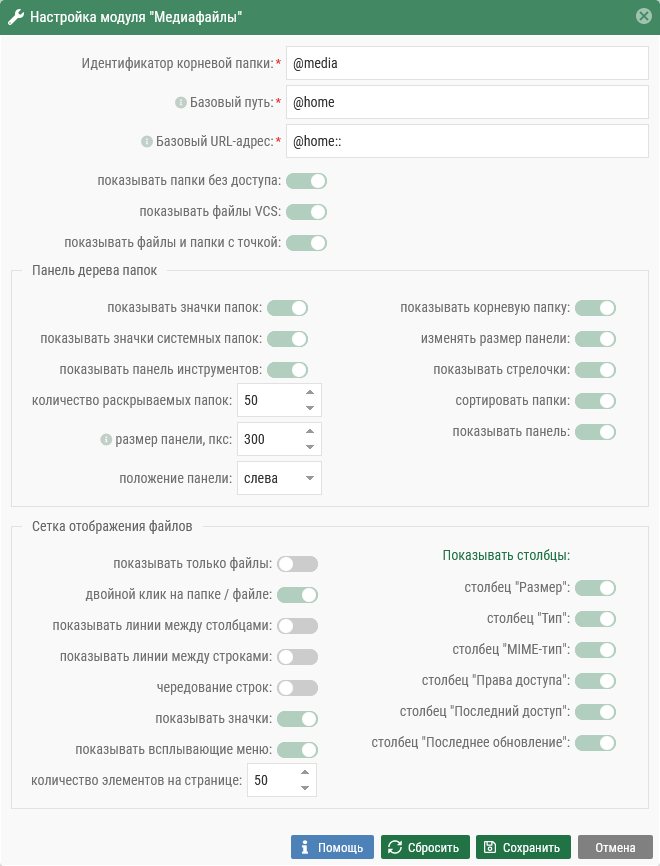 Настройка модуля "Медиафайлы"
Идентификатор корневой папки:* @media
Базовый путь:* @home
Базовый URL-адрес:* @home::
показывать папки без доступа:
показывать файлы VCS:
показывать файлы и папки с точкой:
Панель дерева папок
показывать значки папок:
показывать значки системных папок:
показывать панель инструментов:
количество раскрываемых папок: 50
размер панели, пкс: 300
положение панели: слева
показывать корневую папку:
изменять размер панели:
показывать стрелочки:
сортировать папки:
показывать панель:
Сетка отображения файлов
показывать только файлы:
двойной клик на папке / файле:
показывать линии между столбцами:
показывать линии между строками:
чередование строк:
показывать значки:
показывать всплывающие меню:
количество элементов на странице: 50
Показывать столбцы:
столбец "Размер":
столбец "Тип":
столбец "MIME-тип":
столбец "Права доступа":
столбец "Последний доступ":
столбец "Последнее обновление":
Помощь Сбросить Сохранить Отмена